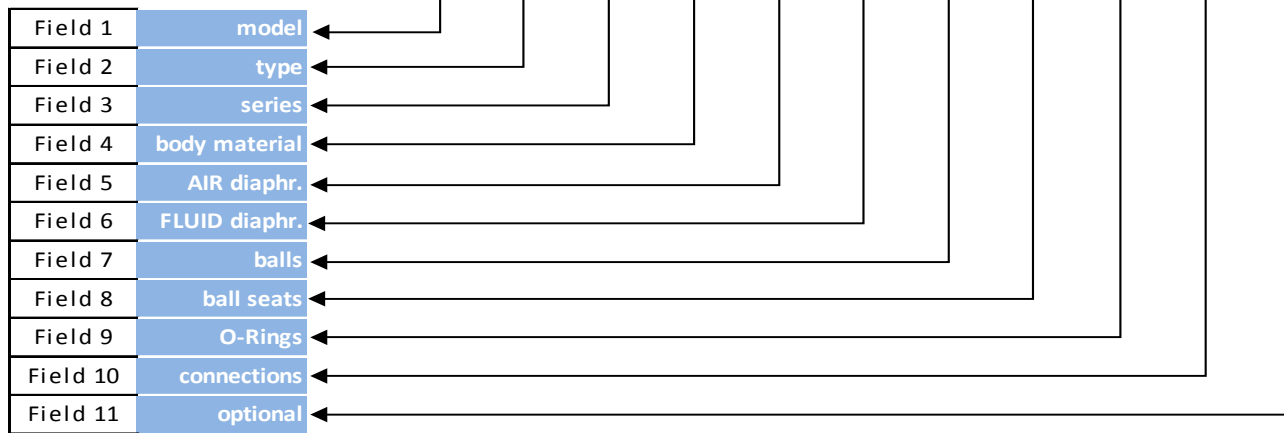 Field 1 model
Field 2 type
Field 3 series
Field 4 body material
Field 5 AIR diaphr.
Field 6 FLUID diaphr.
Field 7 balls
Field 8 ball seats
Field 9 O-Rings
Field 10 connections
Field 11 optional